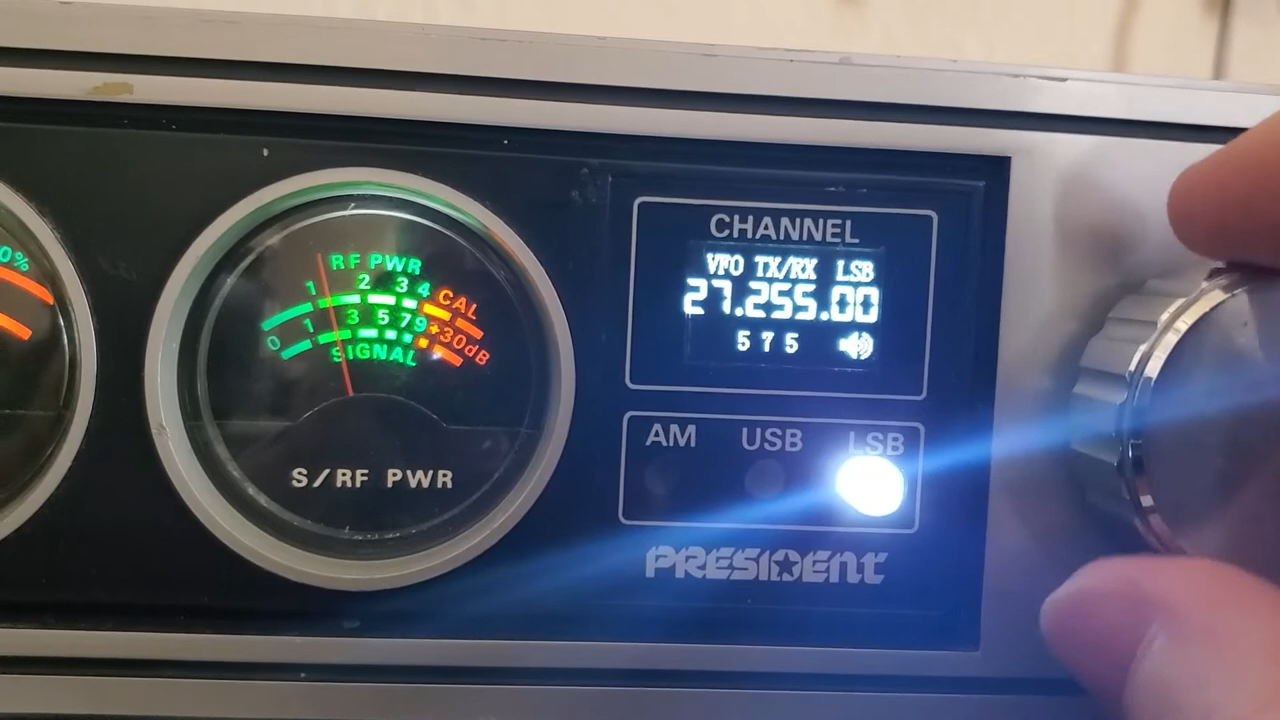 0%
RF PWR
1 2 3 4 CAL
0 1 3 5 7 9 +30dB
SIGNAL
S/RF PWR
CHANNEL
VFO TX/RX LSB
27.255.00
575
AM USB LSB
PRESIDENT